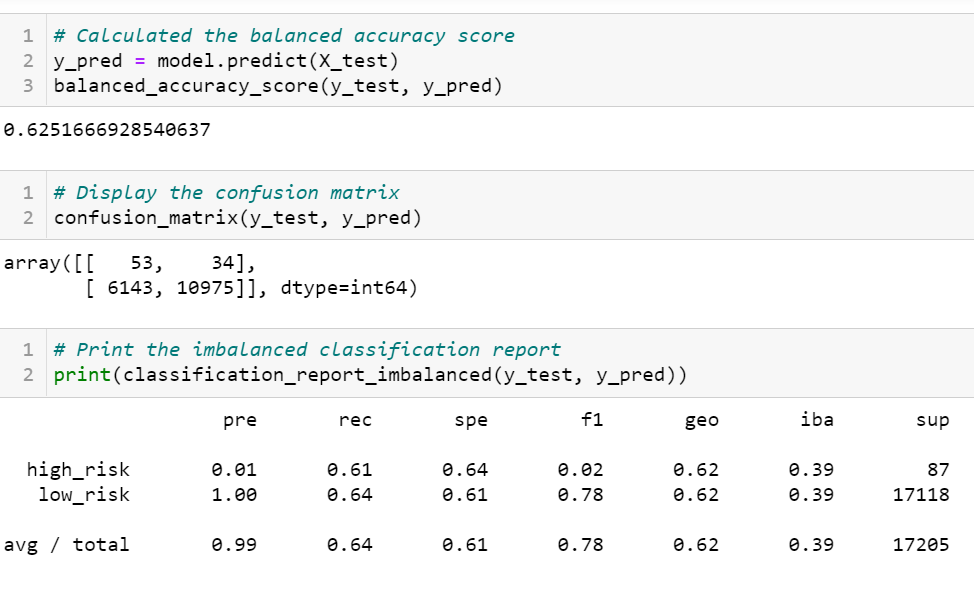 1 # Calculated the balanced accuracy score
2 y_pred = model.predict(X_test)
3 balanced_accuracy_score(y_test, y_pred)
0.6251666928540637
1 # Display the confusion matrix
2 confusion_matrix(y_test, y_pred)
array([[   53,    34],
       [ 6143, 10975]], dtype=int64)
1 # Print the imbalanced classification report
2 print(classification_report_imbalanced(y_test, y_pred))
pre rec spe f1 geo iba sup
high_risk 0.01 0.61 0.64 0.02 0.62 0.39 87
low_risk 1.00 0.64 0.61 0.78 0.62 0.39 17118
avg / total 0.99 0.64 0.61 0.78 0.62 0.39 17205